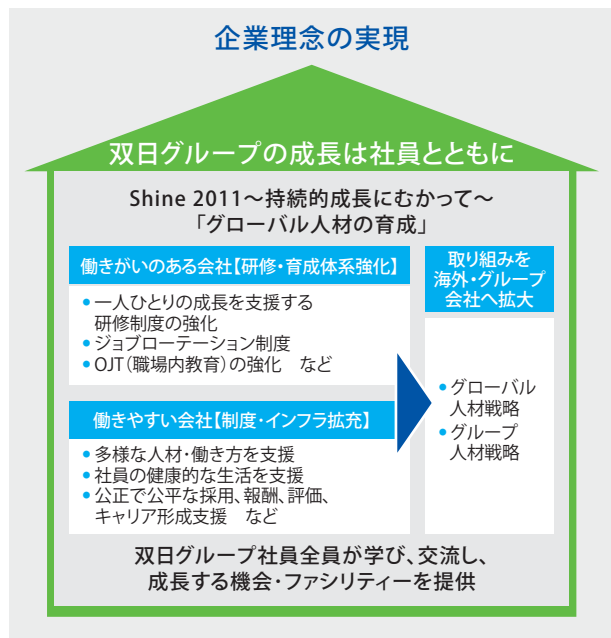 企業理念の実現
双日グループの成長は社員とともに
Shine 2011～持続的成長にむかって～
「グローバル人材の育成」
働きがいのある会社【研修・育成体系強化】
● 一人ひとりの成長を支援する
研修制度の強化
● ジョブローテーション制度
● OJT（職場内教育）の強化　など
働きやすい会社【制度・インフラ拡充】
● 多様な人材・働き方を支援
● 社員の健康的な生活を支援
● 公正で公平な採用、報酬、評価、
キャリア形成支援　など
取り組みを
海外・グループ
会社へ拡大
● グローバル
人材戦略
● グループ
人材戦略
双日グループ社員全員が学び、交流し、
成長する機会・ファシリティーを提供